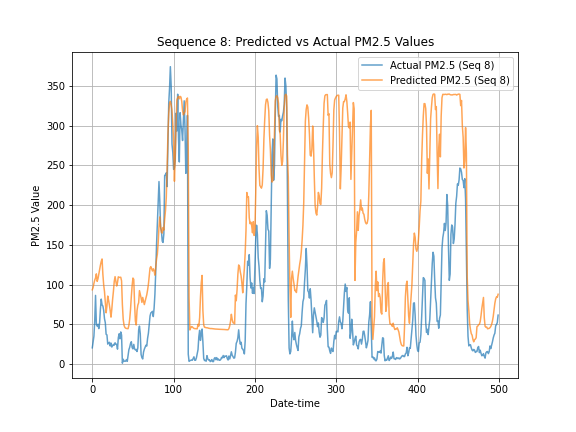 Sequence 8: Predicted vs Actual PM2.5 Values
Actual PM2.5 (Seq 8)
Predicted PM2.5 (Seq 8)
PM2.5 Value
350
300
250
200
150
100
50
0
0
100
200
300
400
500
Date-time